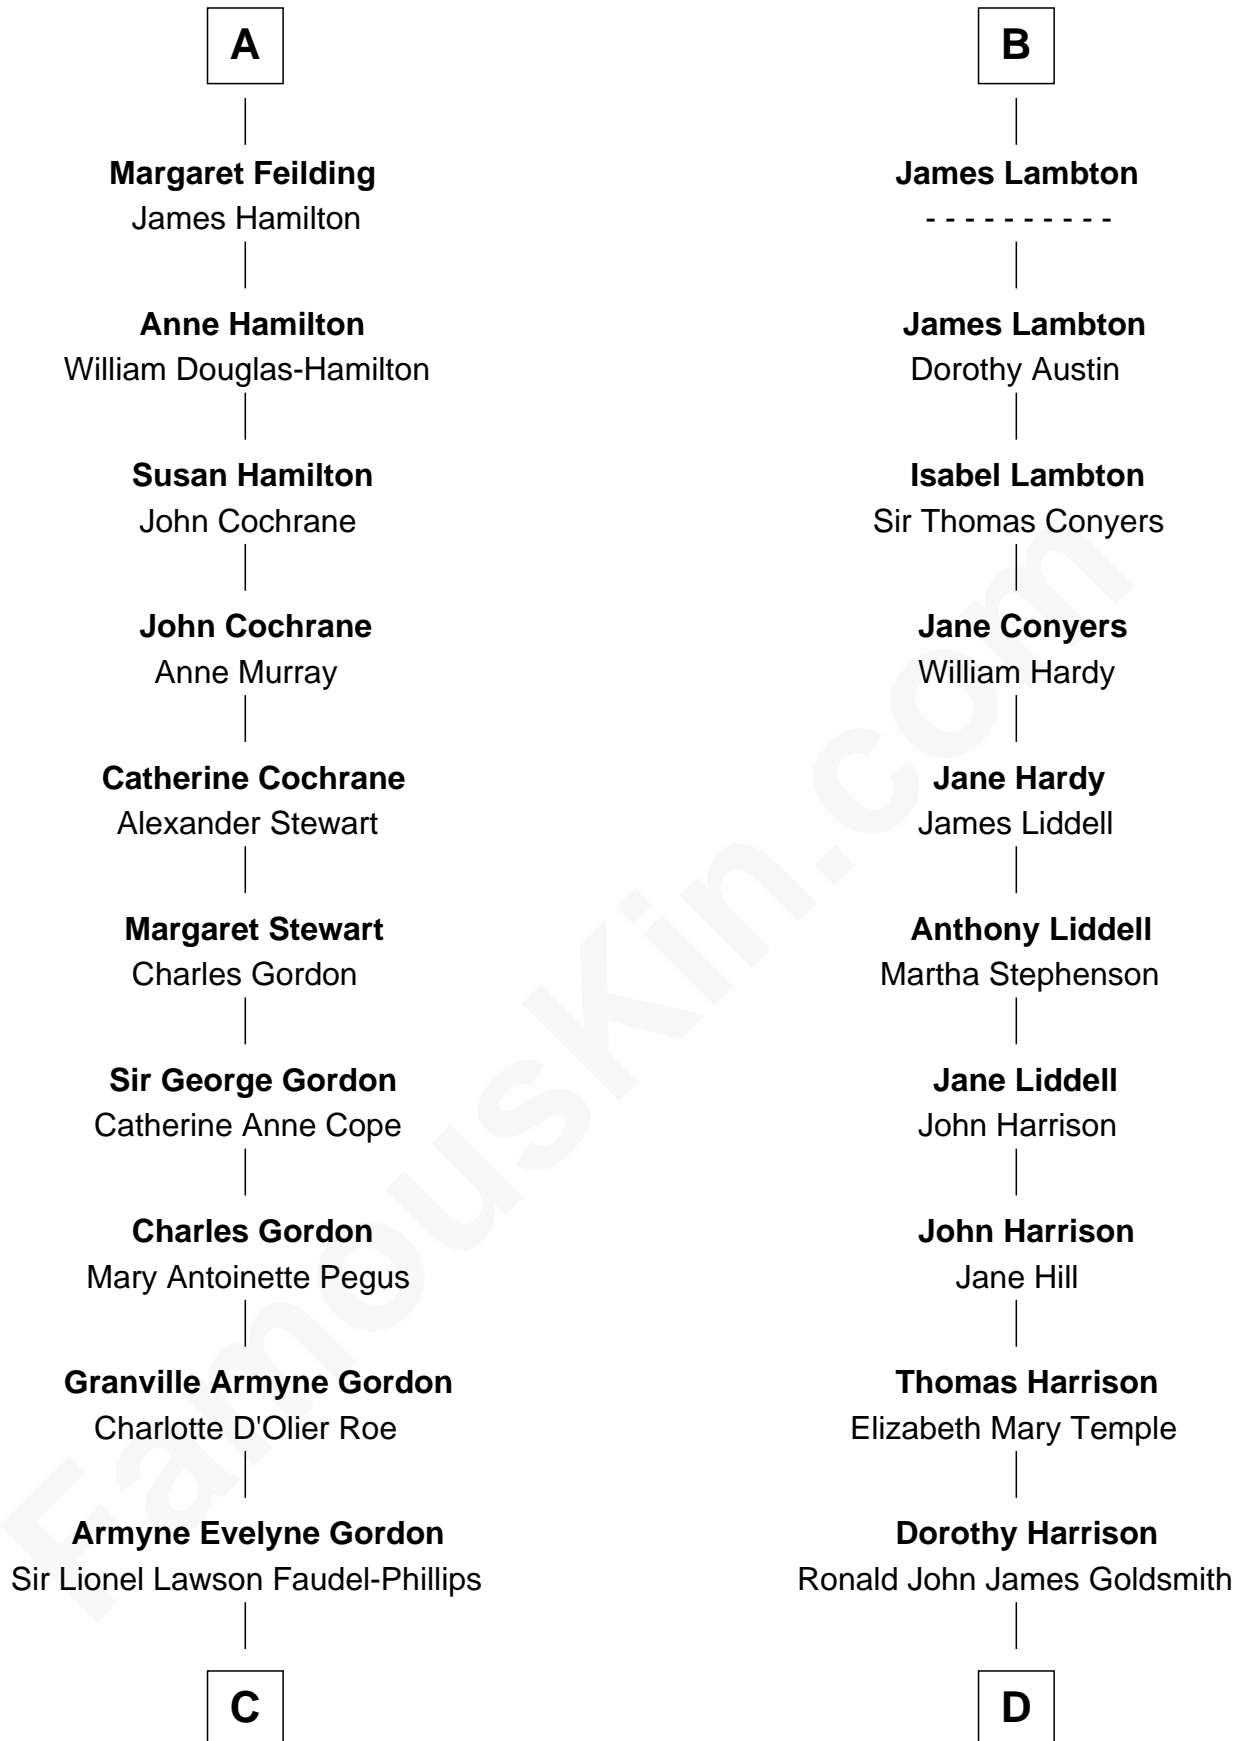 A
Margaret Feilding
James Hamilton
Anne Hamilton
William Douglas-Hamilton
Susan Hamilton
John Cochrane
John Cochrane
Anne Murray
Catherine Cochrane
Alexander Stewart
Margaret Stewart
Charles Gordon
Sir George Gordon
Catherine Anne Cope
Charles Gordon
Mary Antoinette Pegus
Granville Armyne Gordon
Charlotte D'Olier Roe
Armyne Evelyne Gordon
Sir Lionel Lawson Faudel-Phillips
C
B
James Lambton
- - - - - - - - - -
James Lambton
Dorothy Austin
Isabel Lambton
Sir Thomas Conyers
Jane Conyers
William Hardy
Jane Hardy
James Liddell
Anthony Liddell
Martha Stephenson
Jane Liddell
John Harrison
John Harrison
Jane Hill
Thomas Harrison
Elizabeth Mary Temple
Dorothy Harrison
Ronald John James Goldsmith
D
FamousKin.com